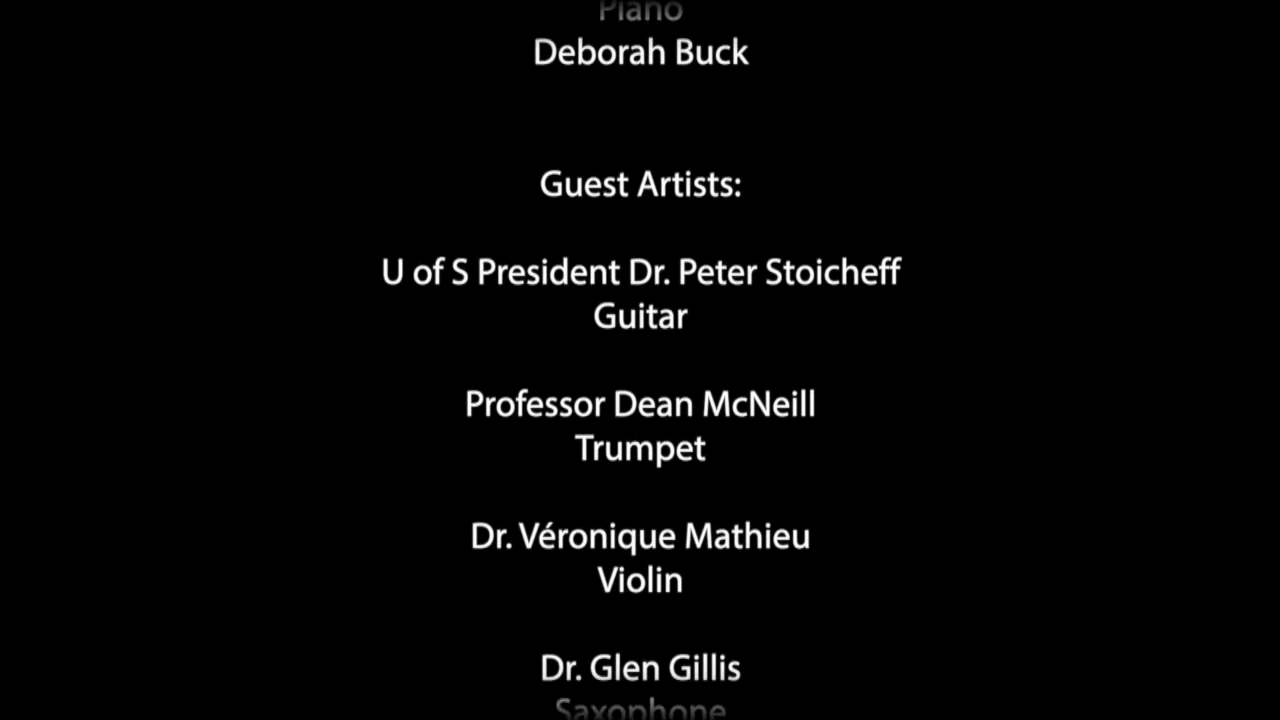 Piano
Deborah Buck
Guest Artists:
U of S President Dr. Peter Stoicheff
Guitar
Professor Dean McNeill
Trumpet
Dr. Véronique Mathieu
Violin
Dr. Glen Gillis
Saxophone